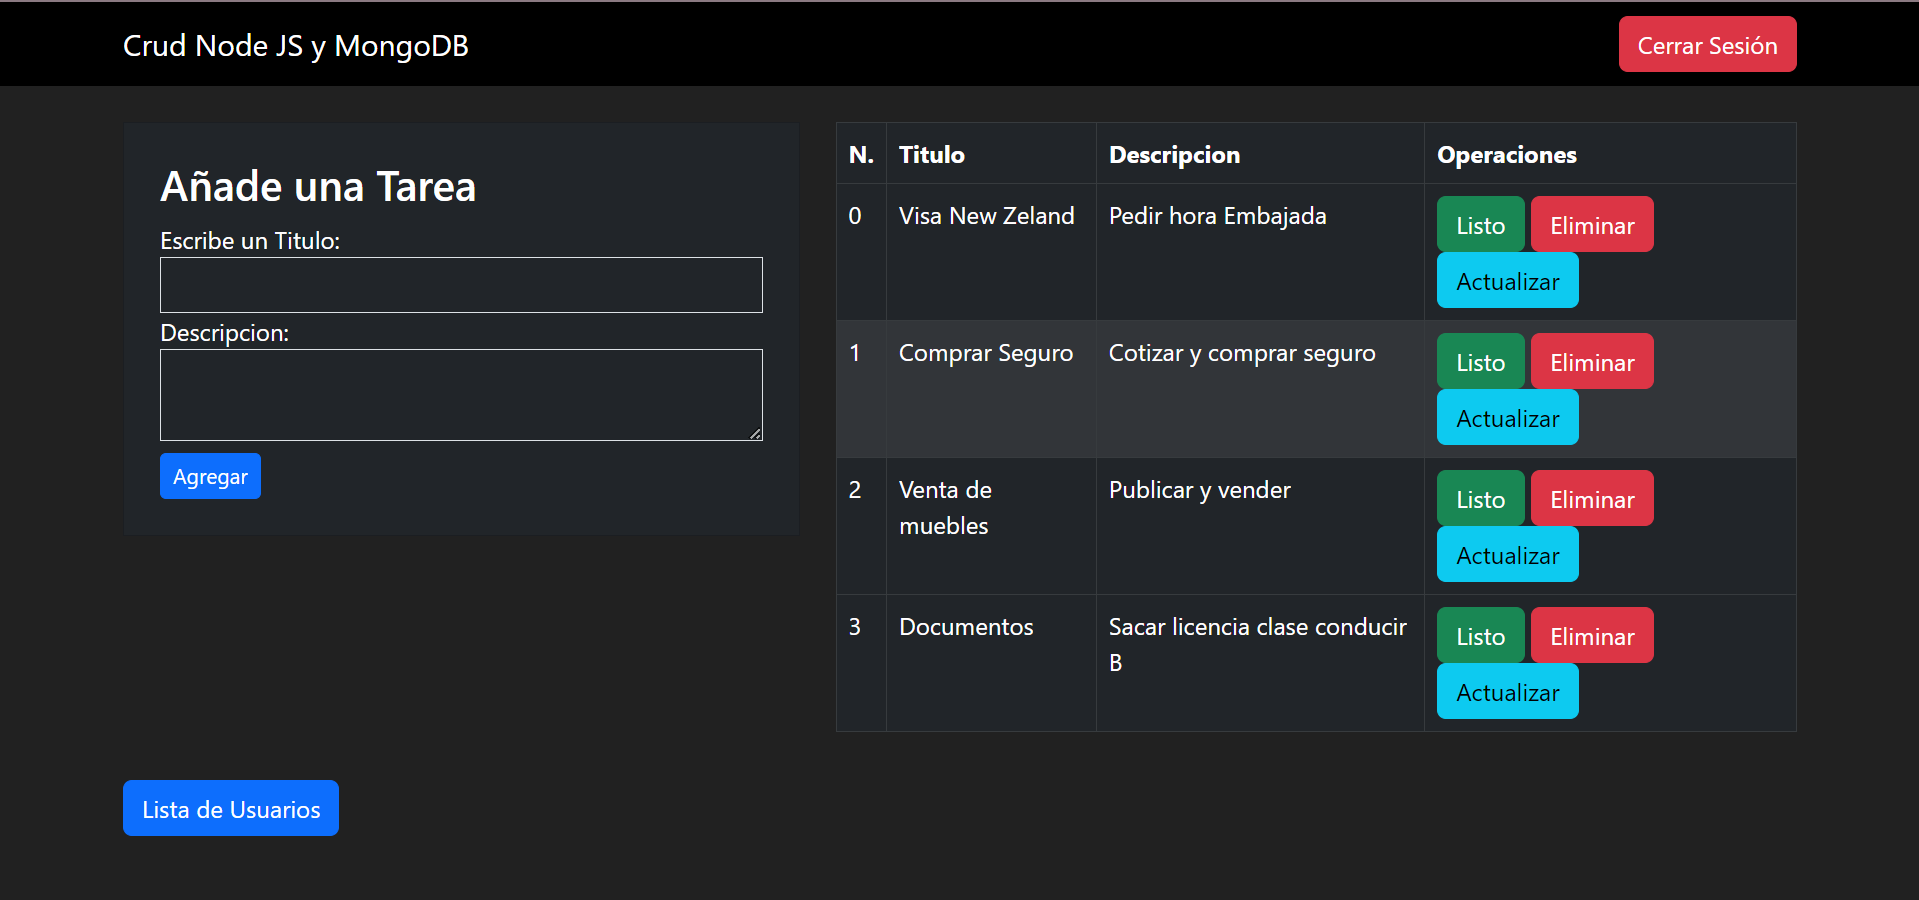 Crud Node JS y MongoDB
Cerrar Sesión
Añade una Tarea
Escribe un Titulo:
Descripcion:
Agregar
N. Titulo Descripcion Operaciones
0 Visa New Zeland Pedir hora Embajada Listo Eliminar
Actualizar
1 Comprar Seguro Cotizar y comprar seguro Listo Eliminar
Actualizar
2 Venta de Publicar y vender Listo Eliminar
muebles Actualizar
3 Documentos Sacar licencia clase conducir Listo Eliminar
B Actualizar
Lista de Usuarios